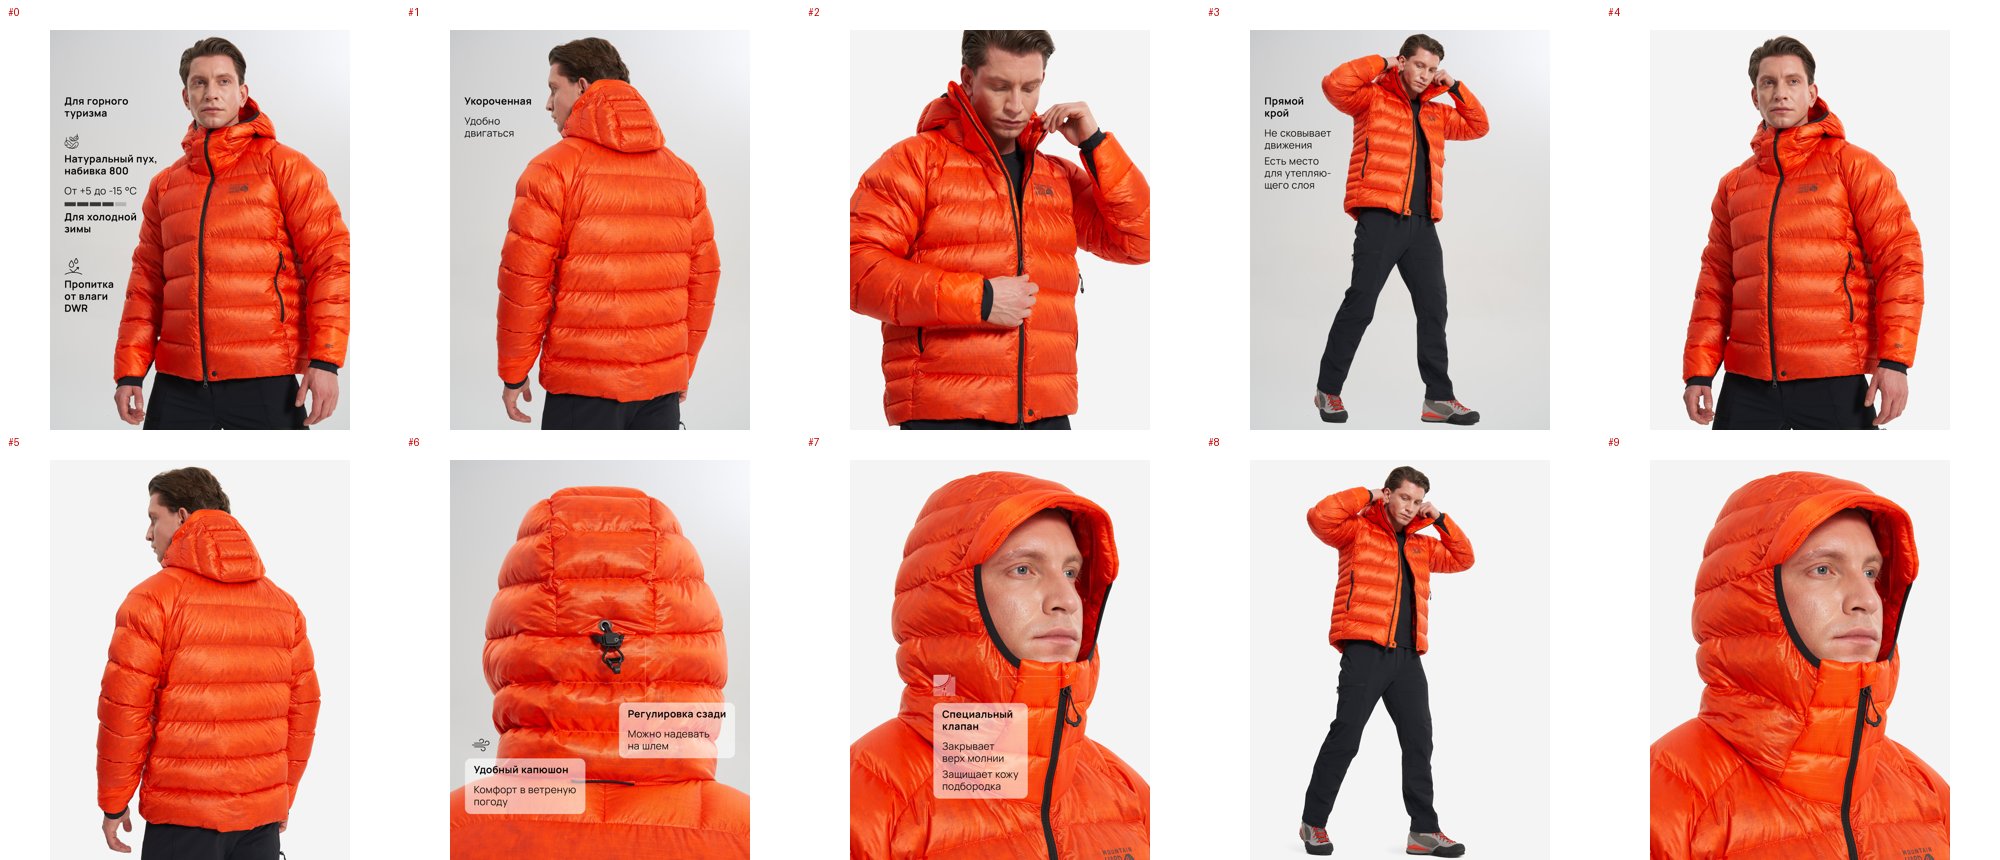 #0
#1
#2
#3
#4
Для горного
туризма
Натуральный пух,
набивка 800
От +5 до -15 °C
Для холодной
зимы
Пропитка
от влаги
DWR
Укороченная
Удобно
двигаться
Прямой
крой
Не сковывает
движения
Есть место
для утепляю-
щего слоя
#5
#6
#7
#8
#9
Регулировка сзади
Можно надевать
на шлем
Удобный капюшон
Комфорт в ветреную
погоду
Специальный
клапан
Закрывает
верх молнии
Защищает кожу
подбородка
MOUNTAIN